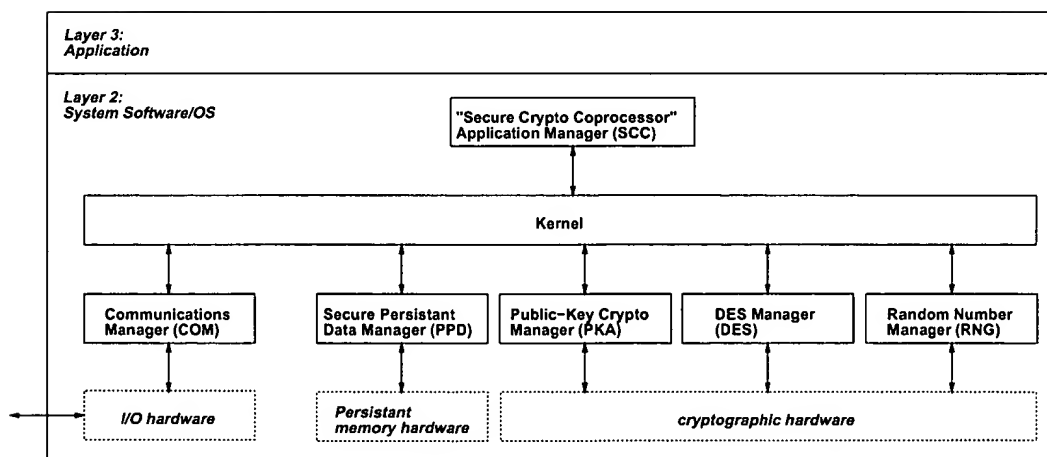 Layer 3:
Application
Layer 2:
System Software/OS
"Secure Crypto Coprocessor"
Application Manager (SCC)
Kernel
Communications
Manager (COM)
Secure Persistant
Data Manager (PPD)
Public-Key Crypto
Manager (PKA)
DES Manager
(DES)
Random Number
Manager (RNG)
I/O hardware
Persistant
memory hardware
cryptographic hardware